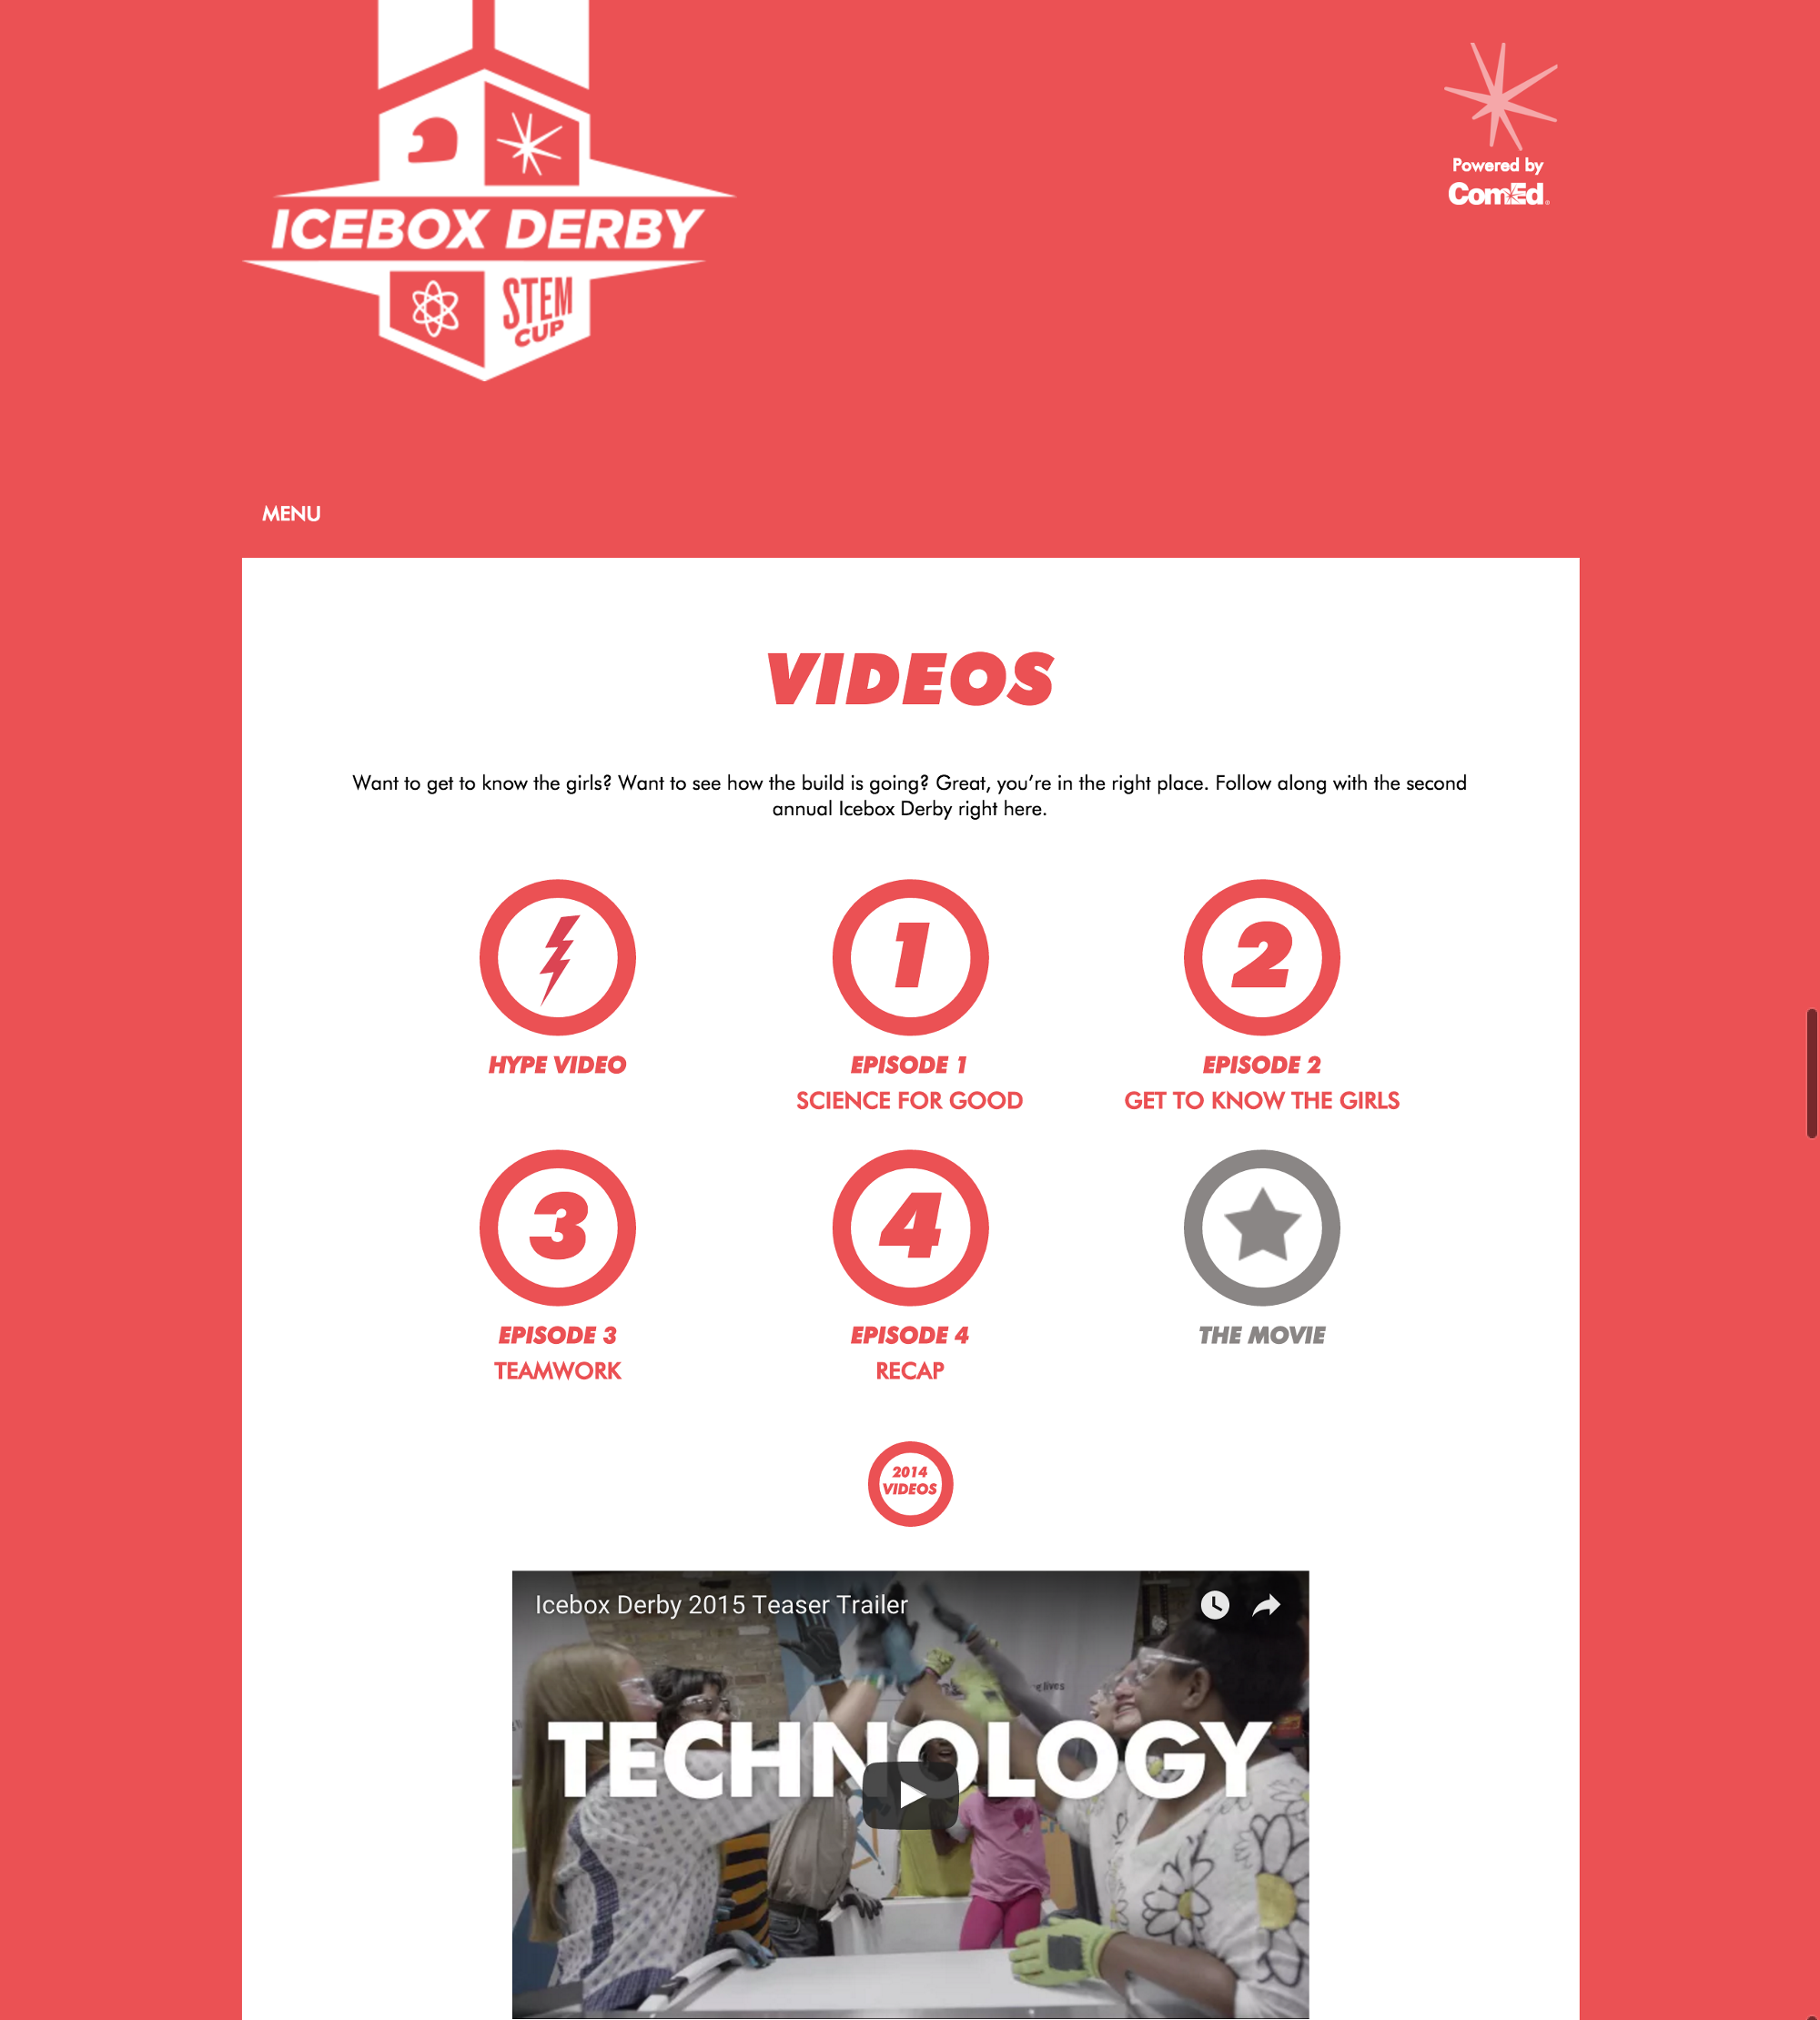 ICEBOX DERBY
STEM
CUP
Powered by
ComEd
MENU
VIDEOS
Want to get to know the girls? Want to see how the build is going? Great, you’re in the right place. Follow along with the second
annual Icebox Derby right here.
HYPE VIDEO
1
EPISODE 1
SCIENCE FOR GOOD
2
EPISODE 2
GET TO KNOW THE GIRLS
3
EPISODE 3
TEAMWORK
4
EPISODE 4
RECAP
THE MOVIE
2014
VIDEOS
Icebox Derby 2015 Teaser Trailer
lives
TECHNOLOGY